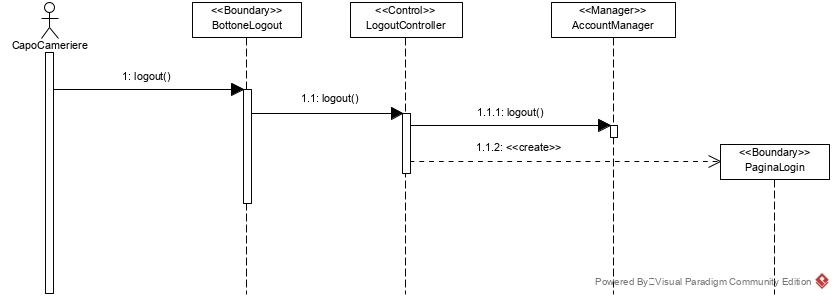 <<Boundary>>
BottoneLogout
<<Control>>
LogoutController
<<Manager>>
AccountManager
CapoCameriere
1: logout()
1.1: logout()
1.1.1: logout()
1.1.2: <<create>>
<<Boundary>>
PaginaLogin
Powered By Visual Paradigm Community Edition